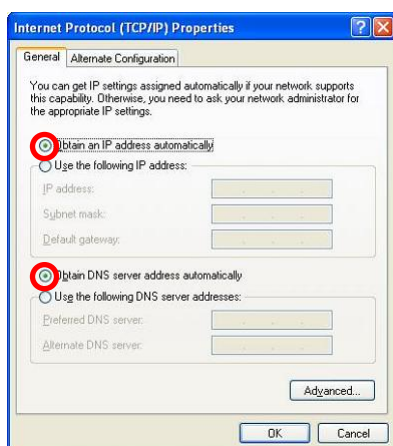 Internet Protocol (TCP/IP) Properties
General
Alternate Configuration
You can get IP settings assigned automatically if your network supports
this capability. Otherwise, you need to ask your network administrator for
the appropriate IP settings.
Obtain an IP address automatically
Use the following IP address:
IP address:
Subnet mask:
Default gateway:
Obtain DNS server address automatically
Use the following DNS server addresses:
Preferred DNS server:
Alternate DNS server:
Advanced...
OK
Cancel